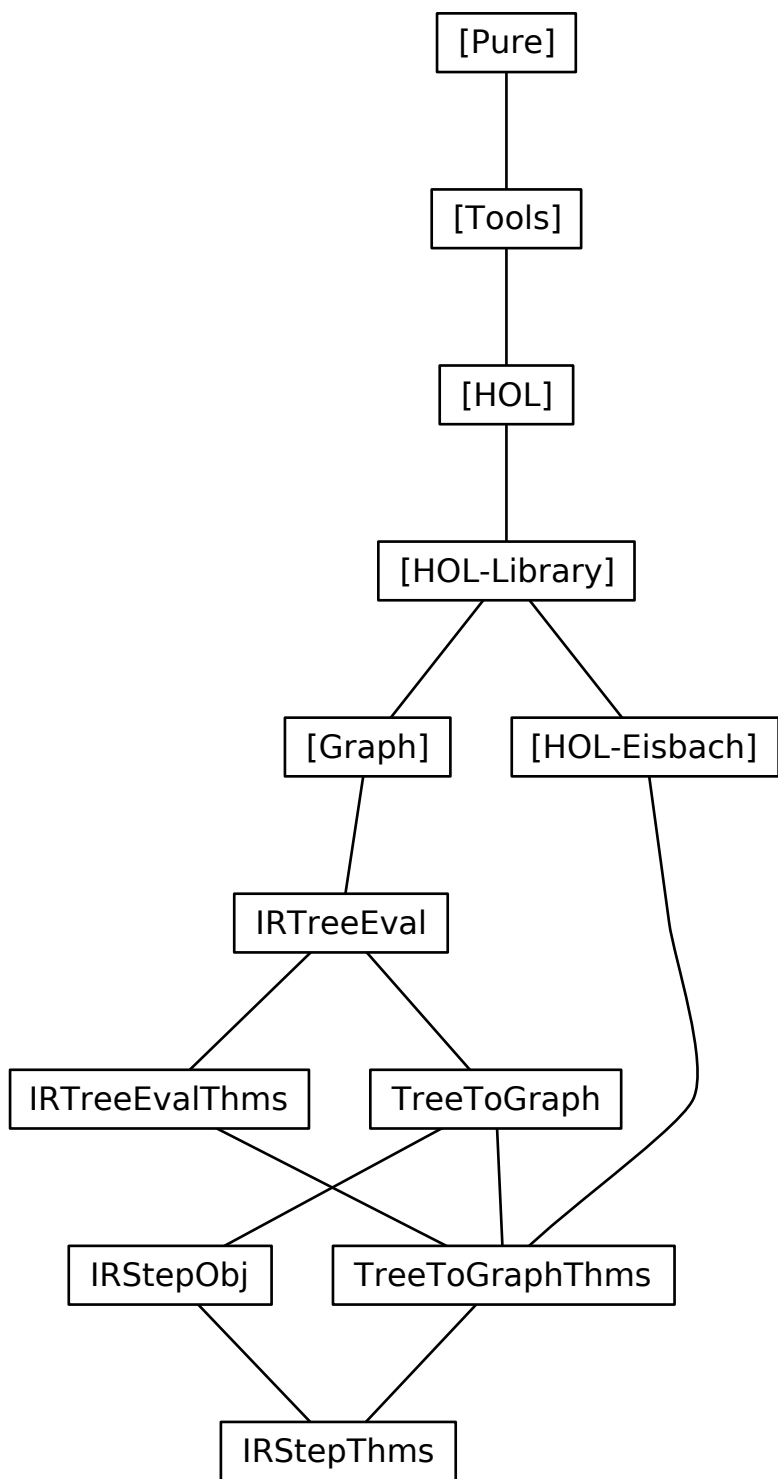 [Pure]
[Tools]
[HOL]
[HOL-Library]
[Graph]
[HOL-Eisbach]
IRTreeEval
IRTreeEvalThms
TreeToGraph
IRStepObj
TreeToGraphThms
IRStepThms